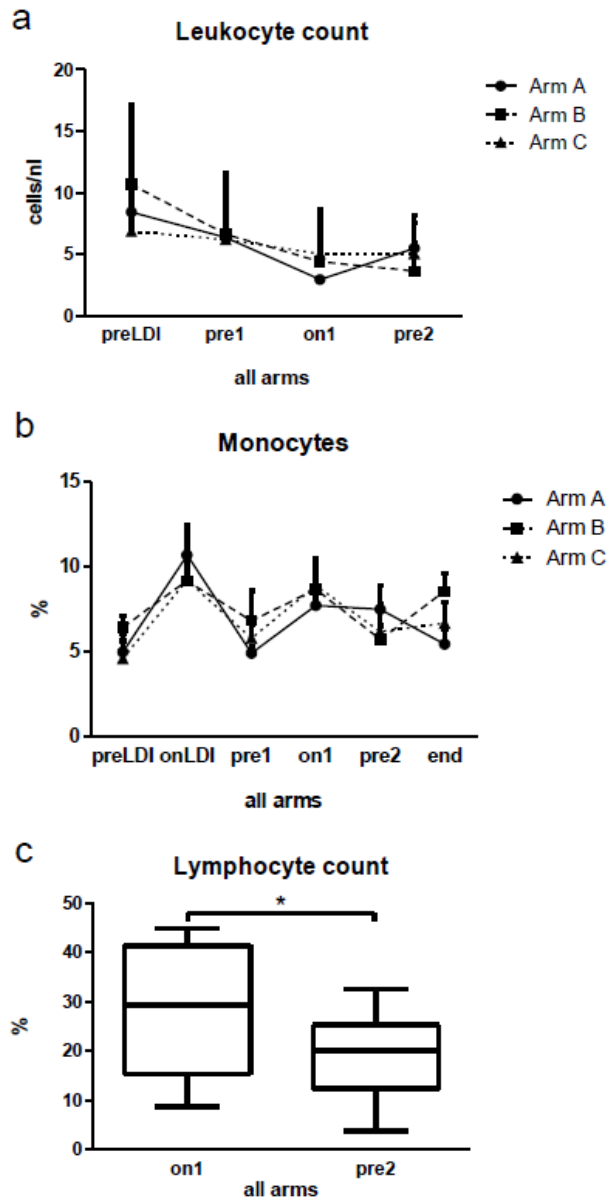 a
Leukocyte count
20
15
10
5
0
cells/nl
preLDI pre1 on1 pre2
all arms
Arm A
Arm B
Arm C
b
Monocytes
15
10
5
0
%
preLDI onLDI pre1 on1 pre2 end
all arms
Arm A
Arm B
Arm C
c
Lymphocyte count
50
40
30
20
10
0
%
*
on1 pre2
all arms